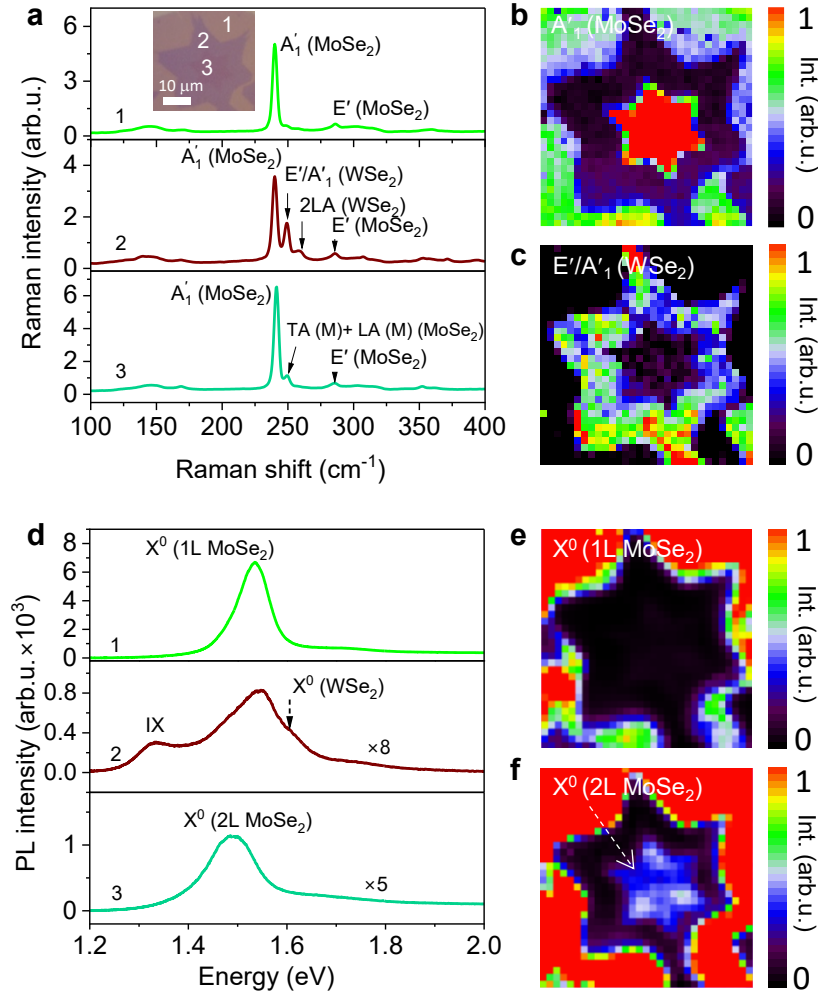 a
1
2
3
10 μm
A′₁ (MoSe₂)
E′ (MoSe₂)
1
A′₁ (MoSe₂)
E′/A′₁ (WSe₂)
2LA (WSe₂)
E′ (MoSe₂)
2
A′₁ (MoSe₂)
TA (M)+ LA (M) (MoSe₂)
E′ (MoSe₂)
3
6
3
0
4
2
0
6
4
2
0
Raman intensity (arb.u.)
100 150 200 250 300 350 400
Raman shift (cm⁻¹)
b
A′₁ (MoSe₂)
1
Int. (arb.u.)
0
c
E′/A′₁ (WSe₂)
1
Int. (arb.u.)
0
d
X⁰ (1L MoSe₂)
1
X⁰ (WSe₂)
IX
2
×8
X⁰ (2L MoSe₂)
3
×5
8
6
4
2
0
0.8
0.4
0.0
1
0
PL intensity (arb.u.×10³)
1.2 1.4 1.6 1.8 2.0
Energy (eV)
e
X⁰ (1L MoSe₂)
1
Int. (arb.u.)
0
f
X⁰ (2L MoSe₂)
1
Int. (arb.u.)
0